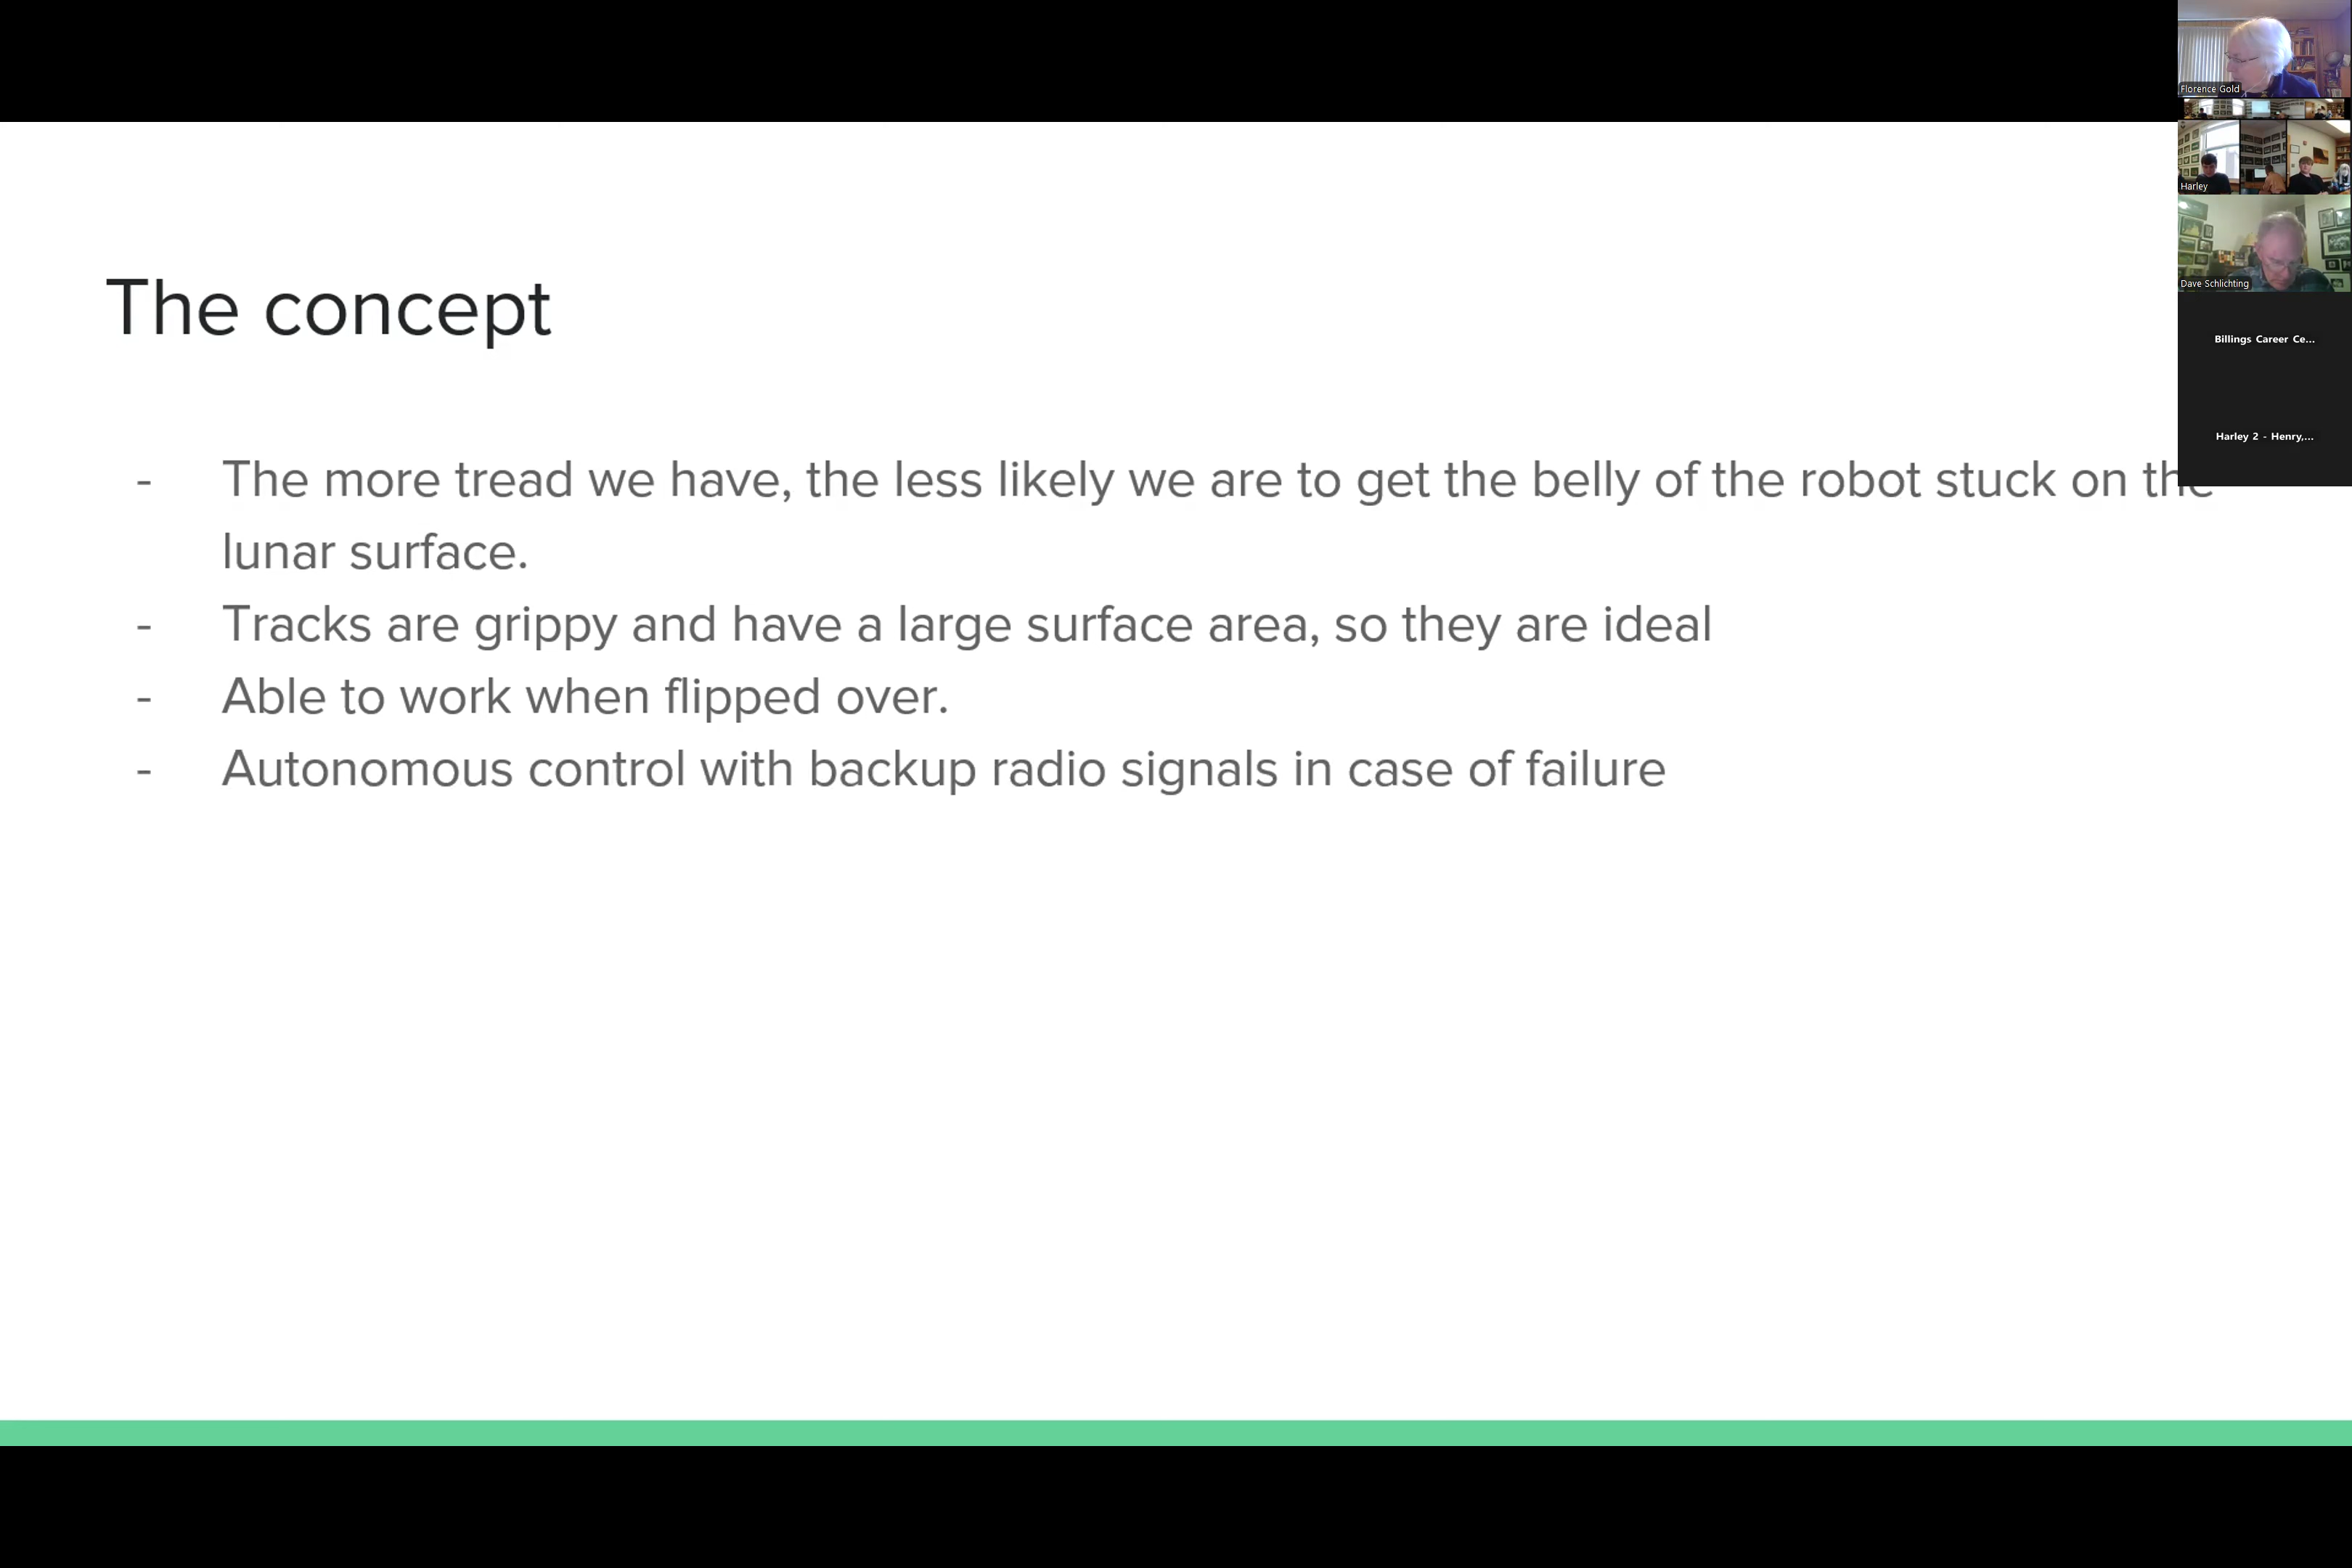 Florence Gold
Harley
Dave Schlichting
Billings Career Ce...
Harley 2 - Henry,...
The concept
- The more tread we have, the less likely we are to get the belly of the robot stuck on the
lunar surface.
- Tracks are grippy and have a large surface area, so they are ideal
- Able to work when flipped over.
- Autonomous control with backup radio signals in case of failure